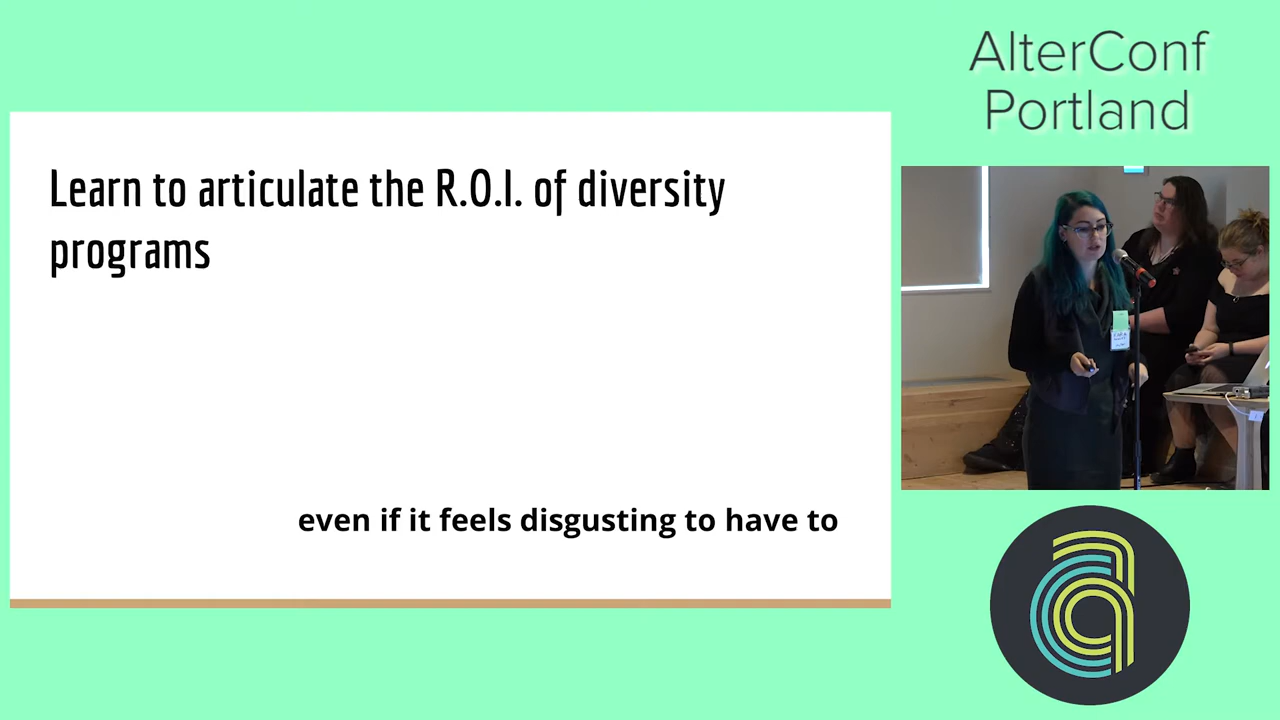 AlterConf
Portland
Learn to articulate the R.O.I. of diversity
programs
even if it feels disgusting to have to